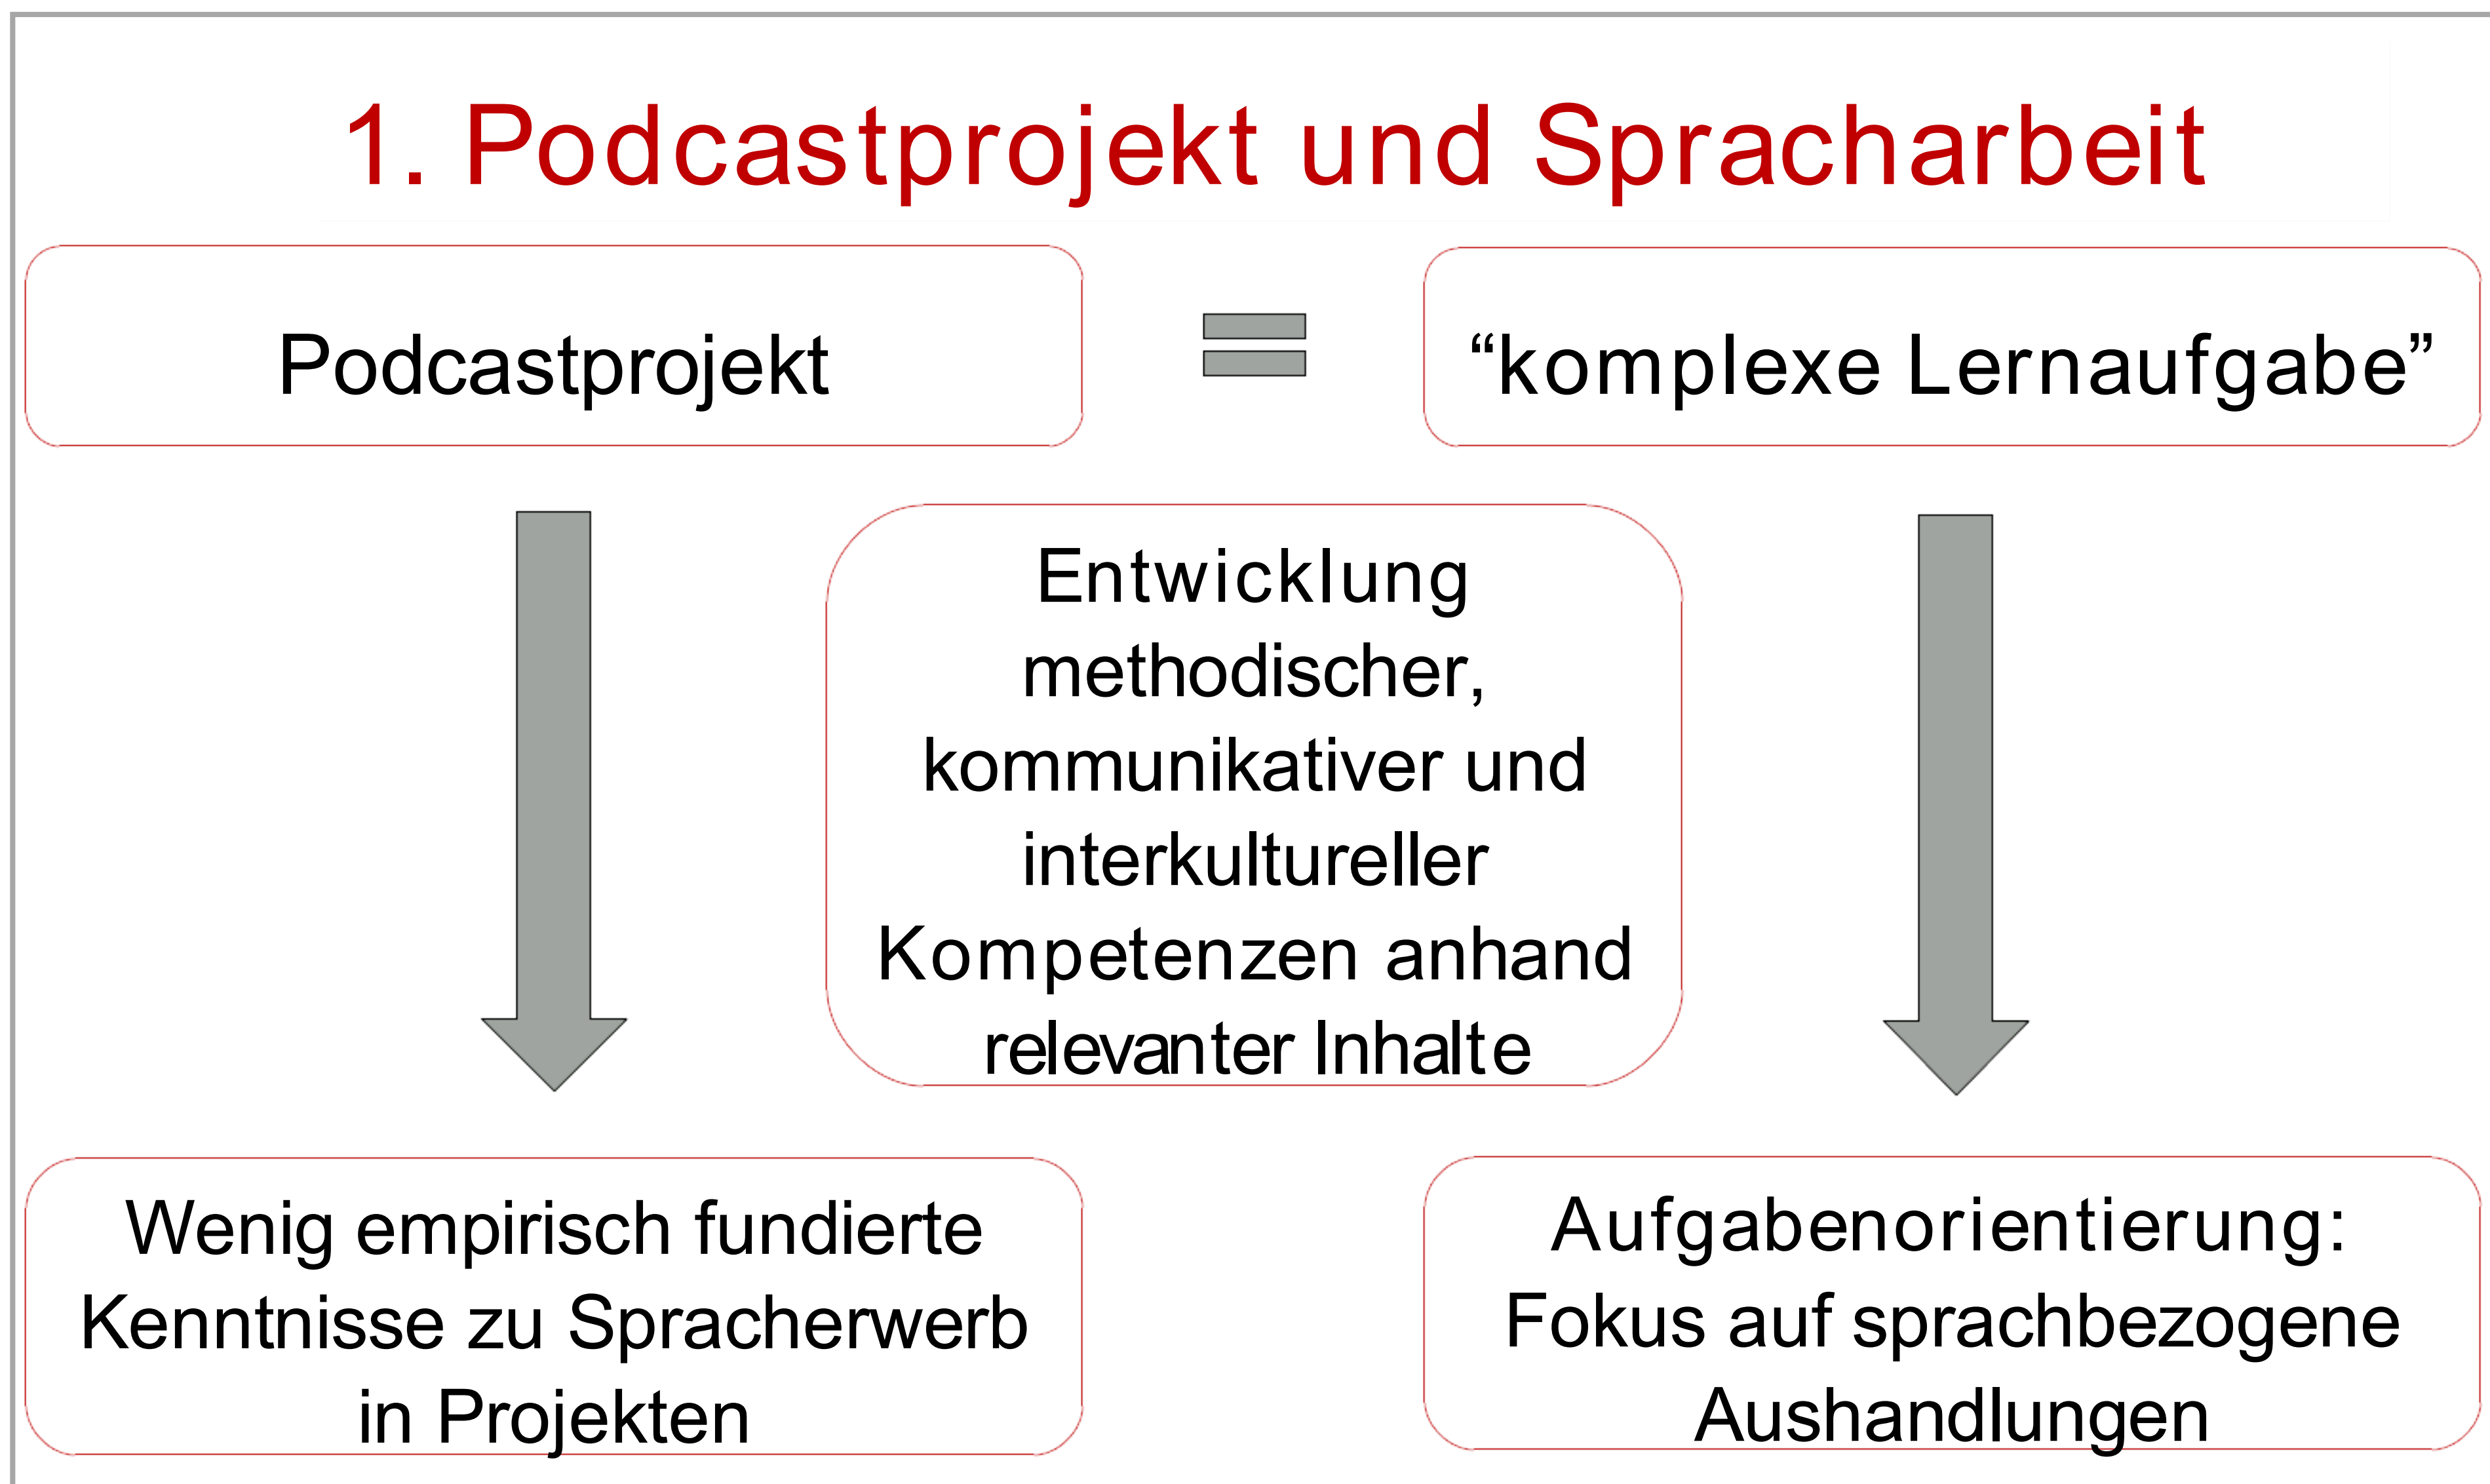 1. Podcastprojekt und Spracharbeit
Podcastprojekt
“komplexe Lernaufgabe”
Entwicklung
methodischer,
kommunikativer und
interkultureller
Kompetenzen anhand
relevanter Inhalte
Wenig empirisch fundierte
Kenntnisse zu Spracherwerb
in Projekten
Aufgabenorientierung:
Fokus auf sprachbezogene
Aushandlungen